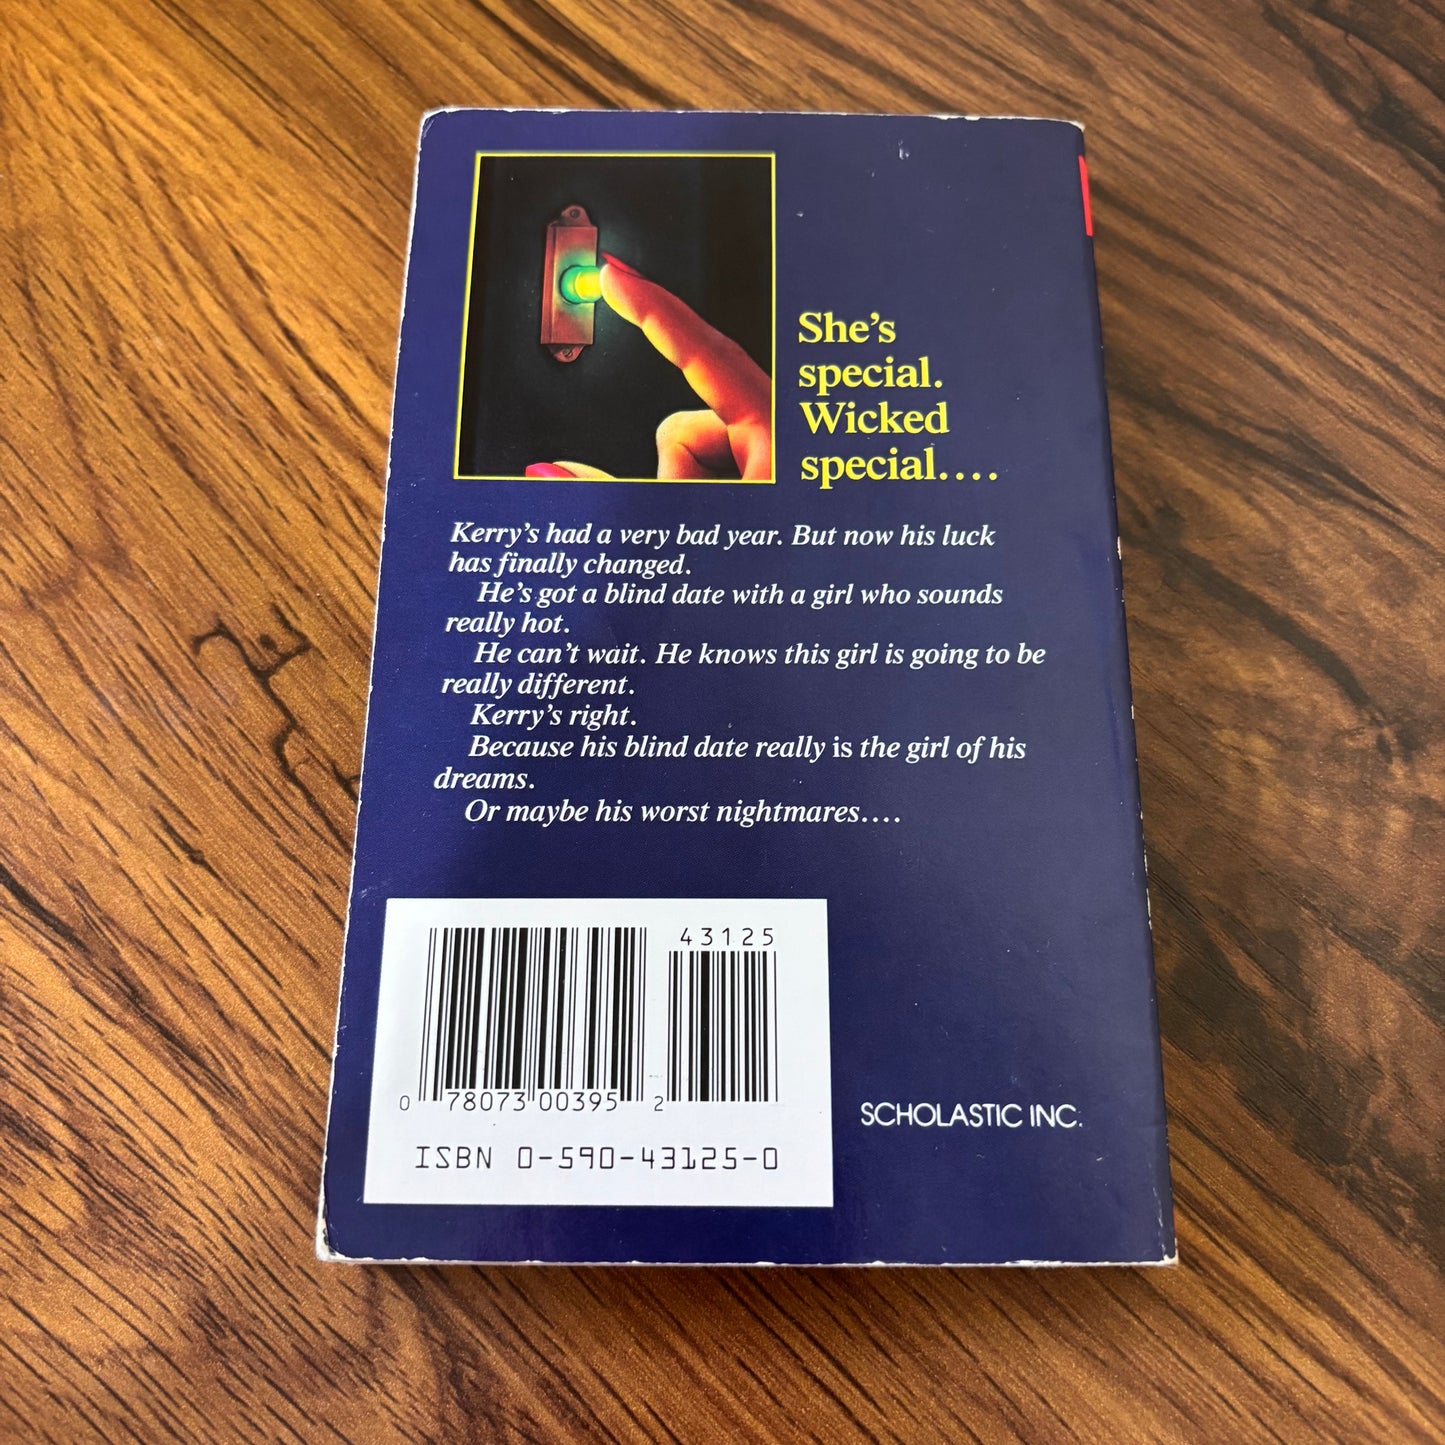 She's
special.
Wicked
special....
Kerry's had a very bad year. But now his luck
has finally changed.
He's got a blind date with a girl who sounds
really hot.
He can't wait. He knows this girl is going to be
really different.
Kerry's right.
Because his blind date really is the girl of his
dreams.
Or maybe his worst nightmares....
43125
0 78073 00395 2
ISBN 0-590-43125-0
SCHOLASTIC INC.